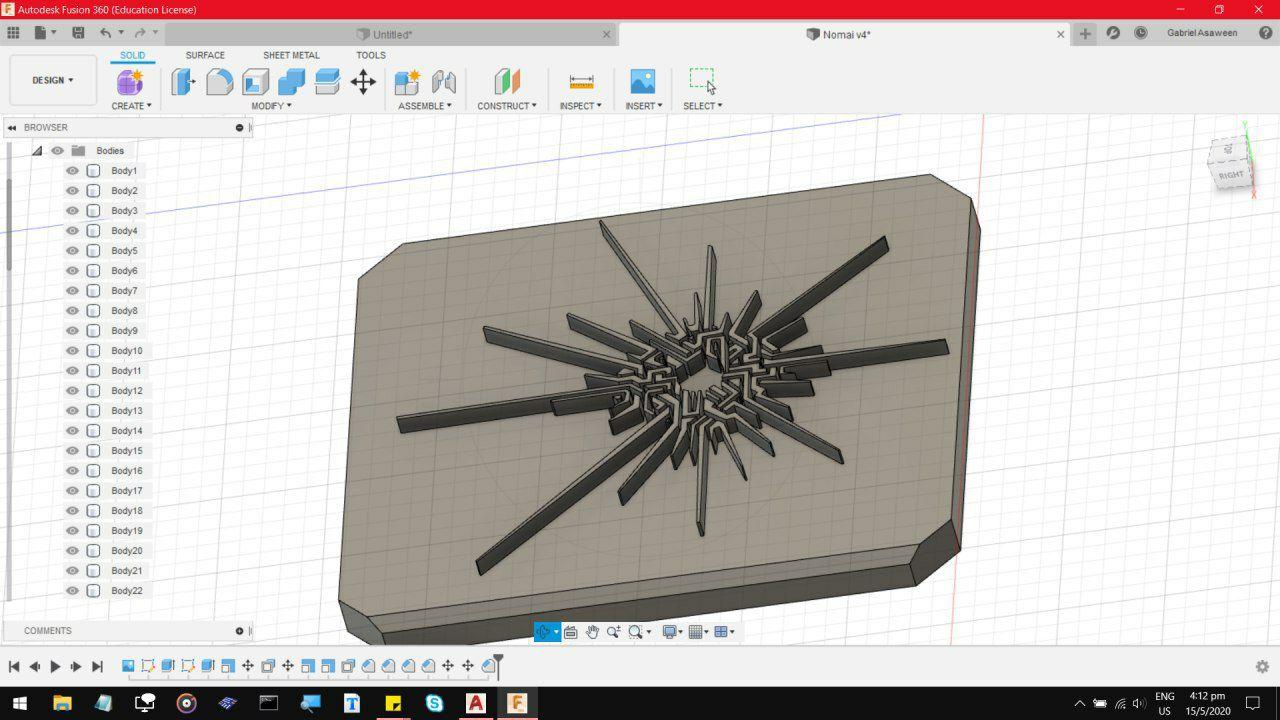 Autodesk Fusion 360 (Education License)
Untitled*
Nomai v4*
Gabriel Asaween
DESIGN
SOLID
SURFACE
SHEET METAL
TOOLS
CREATE
MODIFY
ASSEMBLE
CONSTRUCT
INSPECT
INSERT
SELECT
BROWSER
Bodies
Body1
Body2
Body3
Body4
Body5
Body6
Body7
Body8
Body9
Body10
Body11
Body12
Body13
Body14
Body15
Body16
Body17
Body18
Body19
Body20
Body21
Body22
Y
RIGHT
X
COMMENTS
ENG
US
4:12 pm
15/5/2020